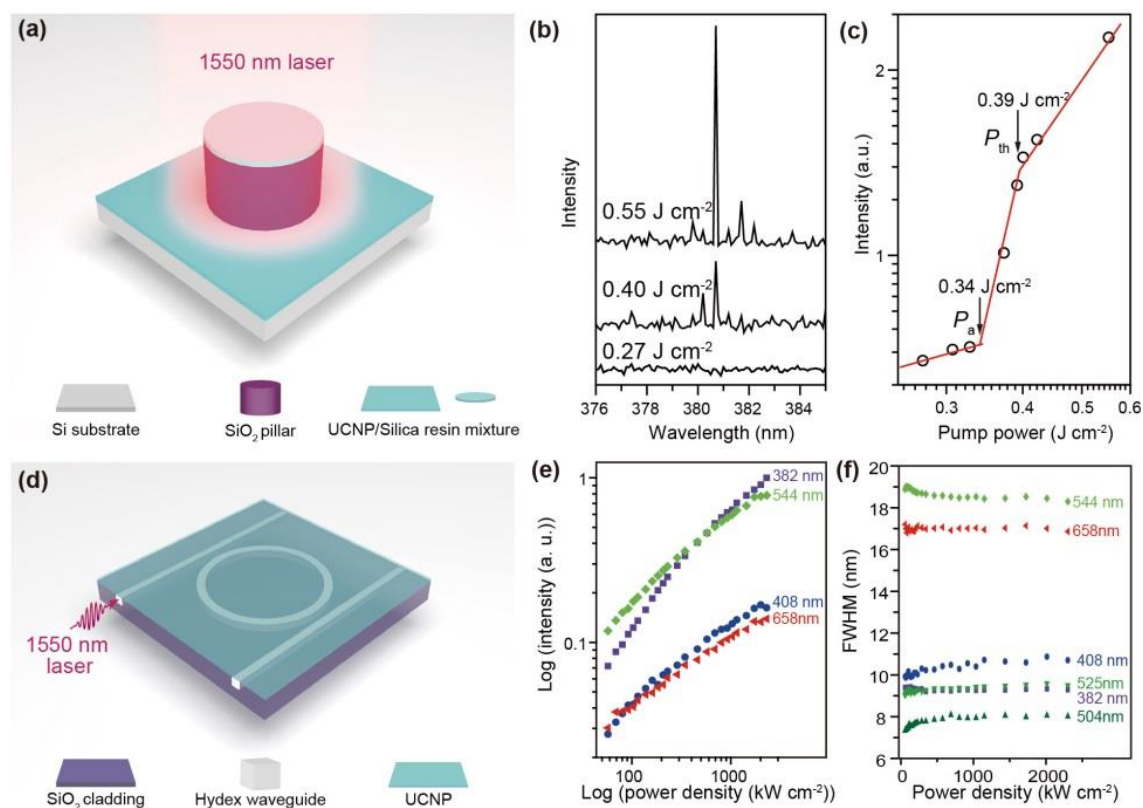 (a)
1550 nm laser
Si substrate
SiO₂ pillar
UCNP/Silica resin mixture
(b)
Intensity
0.55 J cm⁻²
0.40 J cm⁻²
0.27 J cm⁻²
376 378 380 382 384
Wavelength (nm)
(c)
Intensity (a.u.)
2
1
0.39 J cm⁻²
Pth
0.34 J cm⁻²
Pa
0.3 0.4 0.5 0.6
Pump power (J cm⁻²)
(d)
1550 nm
laser
SiO₂ cladding
Hydex waveguide
UCNP
(e)
Log (intensity (a. u.))
1
0.1
382 nm
544 nm
408 nm
658nm
100 1000
Log (power density (kW cm⁻²))
(f)
FWHM (nm)
20
18
16
14
12
10
8
6
544 nm
658nm
408 nm
525nm
382 nm
504nm
0 1000 2000
Power density (kW cm⁻²)